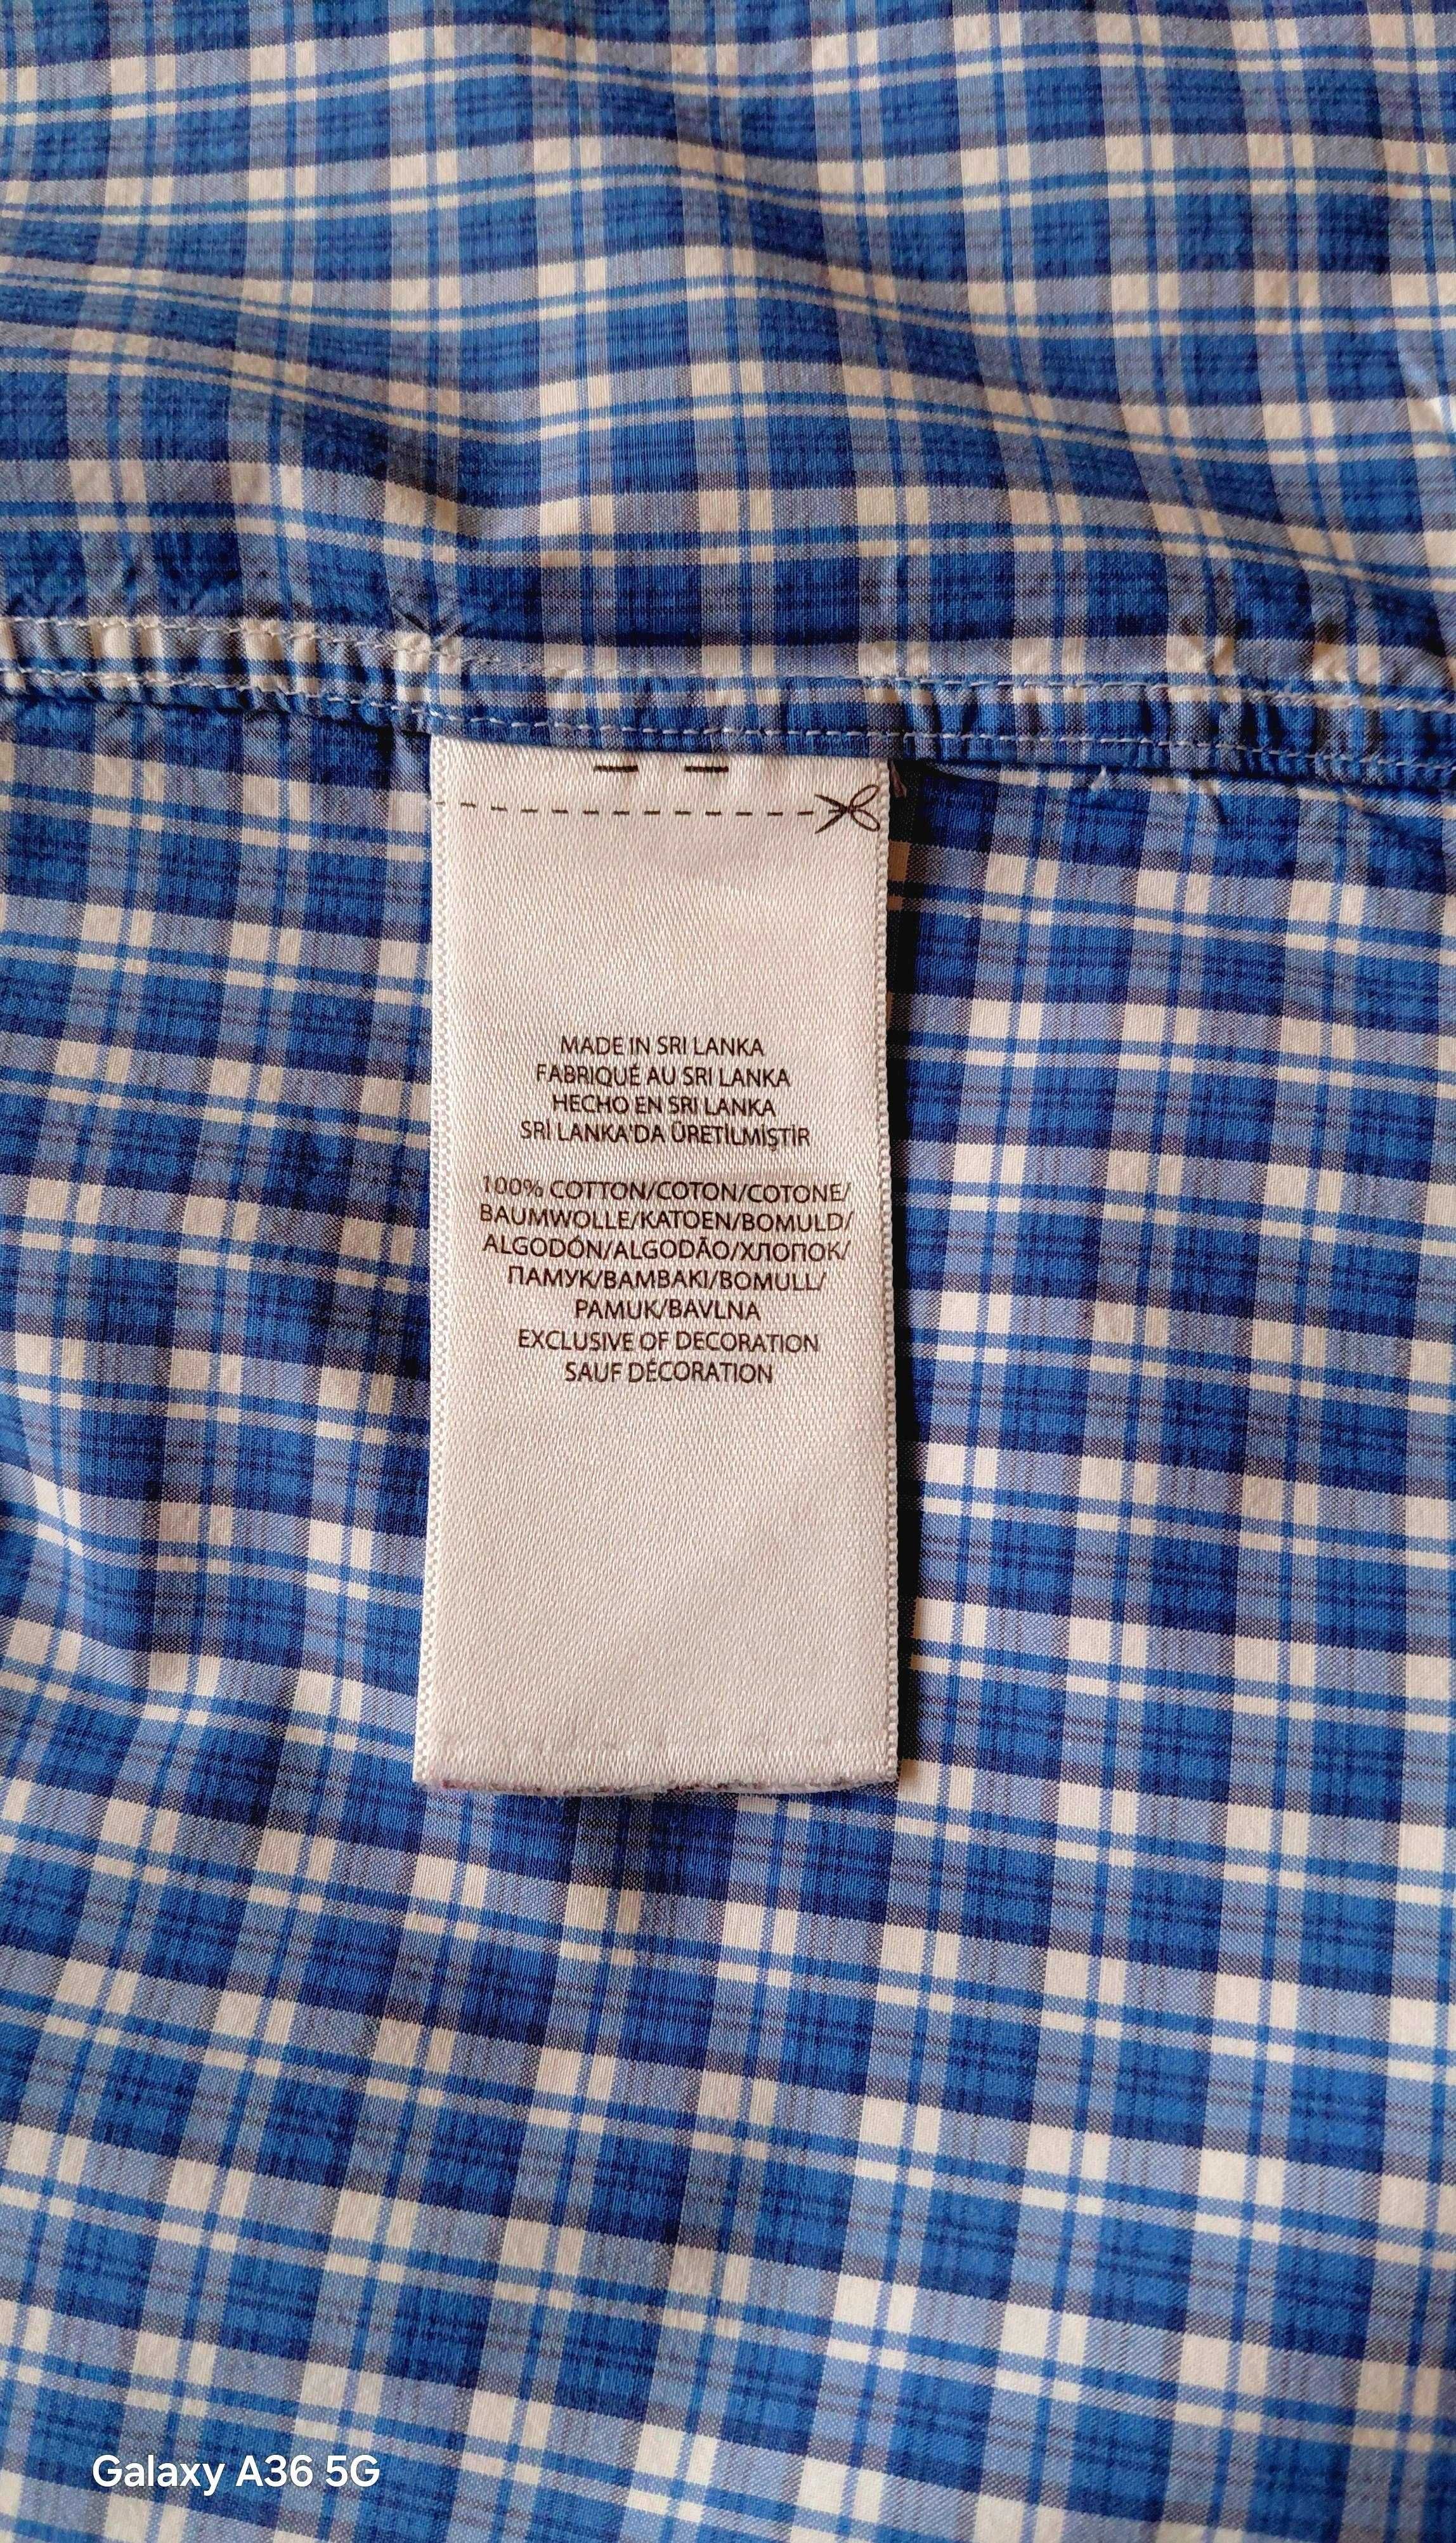 MADE IN SRI LANKA
FABRIQUÉ AU SRI LANKA
HECHO EN SRI LANKA
SRİ LANKA'DA ÜRETİLMİŞTİR
100% COTTON/COTON/COTONE/
BAUMWOLLE/KATOEN/BOMULD/
ALGODÓN/ALGODÃO/ХЛОПОК/
ПАМУК/BAMBAKI/BOMULL/
PAMUK/BAVLNA
EXCLUSIVE OF DECORATION
SAUF DÉCORATION
Galaxy A36 5G